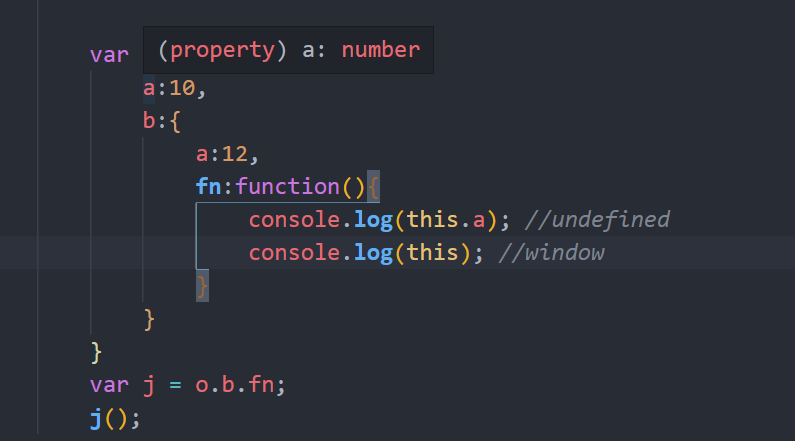 var (property) a: number
a:10,
b:{
a:12,
fn:function(){
console.log(this.a); //undefined
console.log(this); //window
}
}
}
var j = o.b.fn;
j();